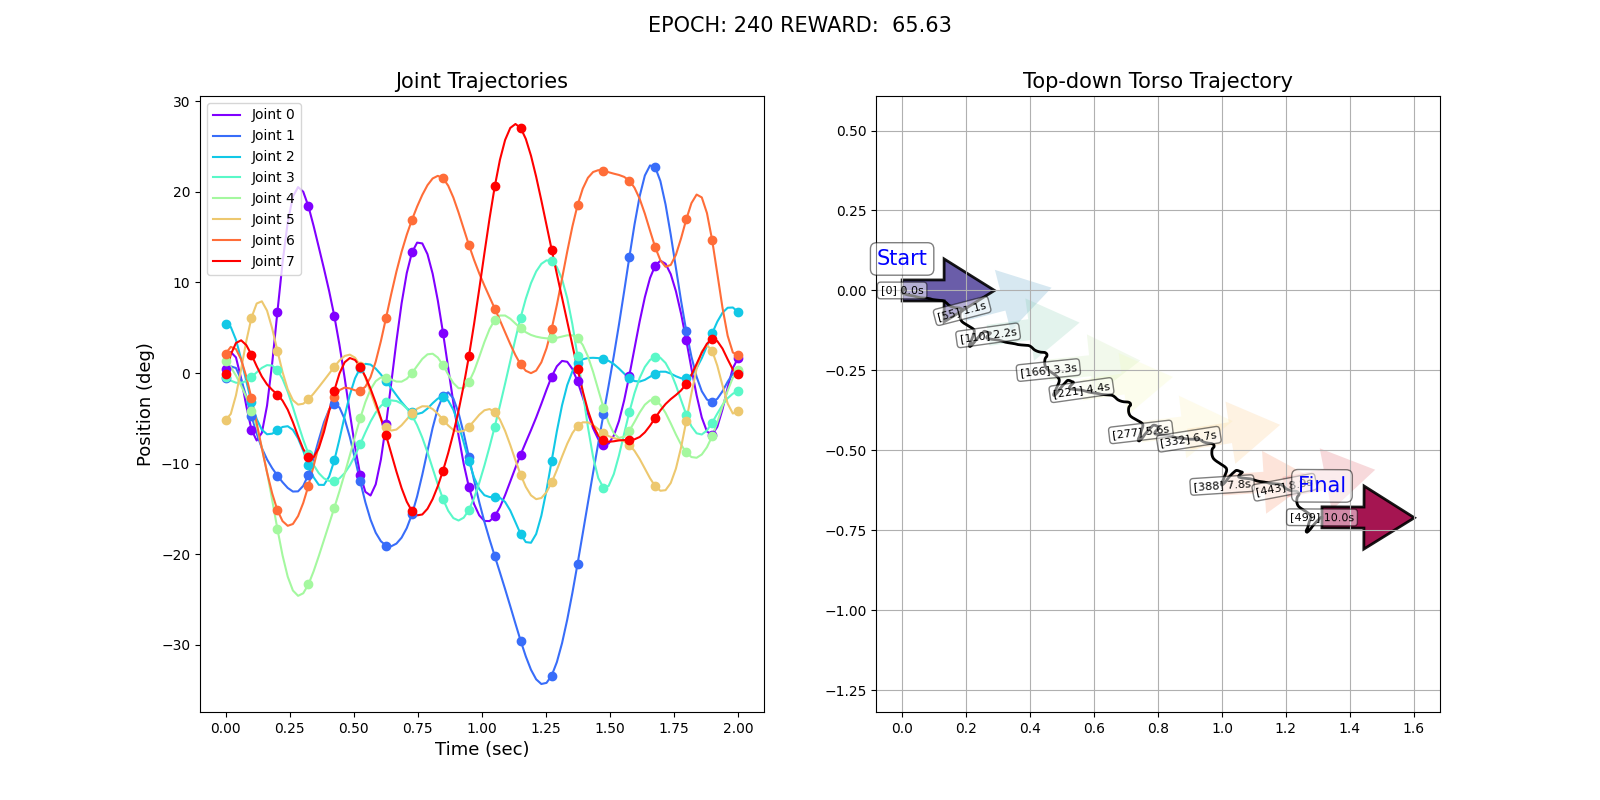 EPOCH: 240 REWARD:  65.63
Joint Trajectories
30
20
10
0
−10
−20
−30
Position (deg)
Joint 0
Joint 1
Joint 2
Joint 3
Joint 4
Joint 5
Joint 6
Joint 7
0.00
0.25
0.50
0.75
1.00
1.25
1.50
1.75
2.00
Time (sec)
Top-down Torso Trajectory
0.50
0.25
0.00
−0.25
−0.50
−0.75
−1.00
−1.25
Start
[0] 0.0s
[55] 1.1s
[110] 2.2s
[166] 3.3s
[221] 4.4s
[277] 5.6s
[332] 6.7s
[388] 7.8s
[443]
Final
[499] 10.0s
0.0
0.2
0.4
0.6
0.8
1.0
1.2
1.4
1.6